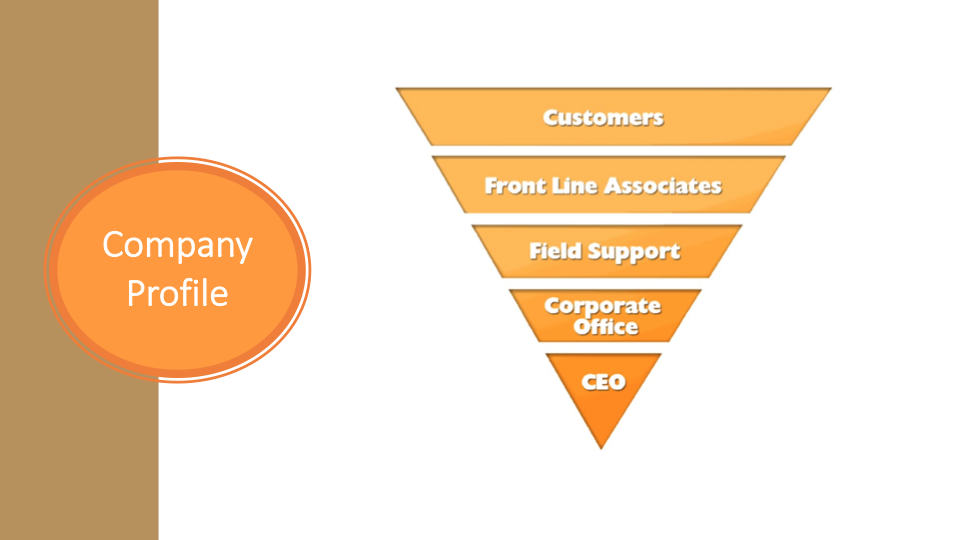 Company
Profile
Customers
Front Line Associates
Field Support
Corporate
Office
CEO